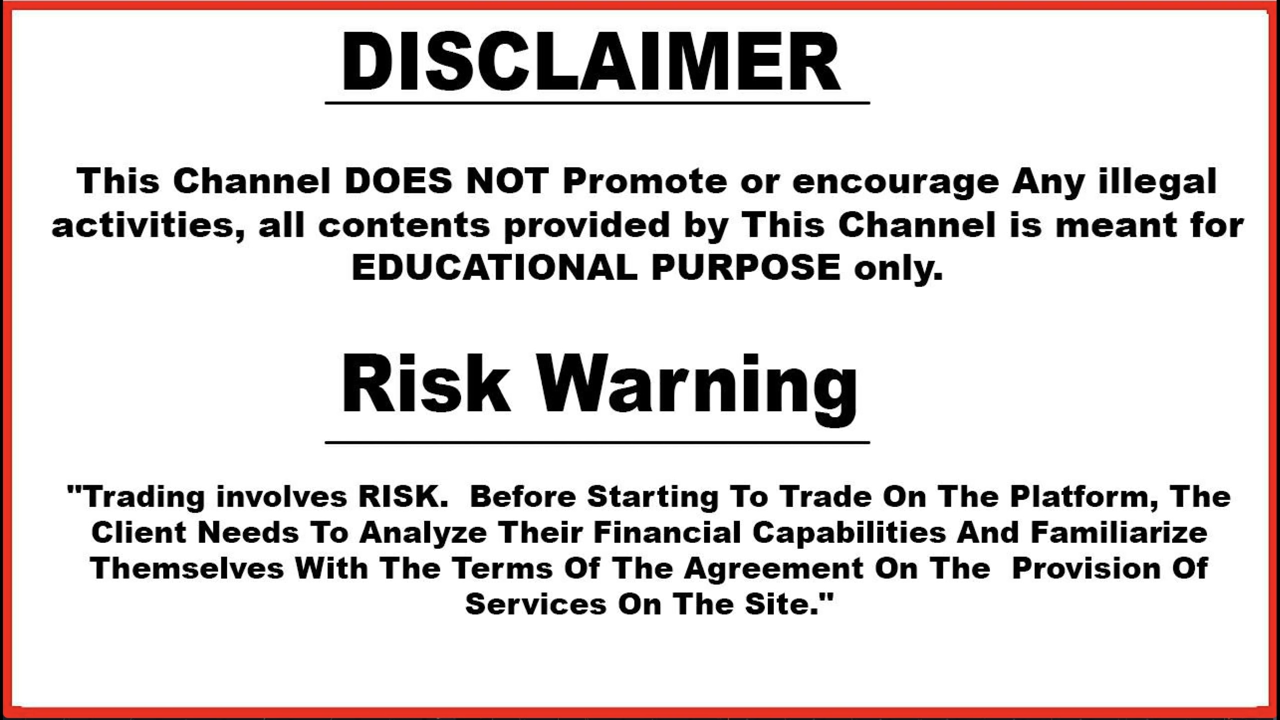 DISCLAIMER
This Channel DOES NOT Promote or encourage Any illegal
activities, all contents provided by This Channel is meant for
EDUCATIONAL PURPOSE only.
Risk Warning
"Trading involves RISK.  Before Starting To Trade On The Platform, The
Client Needs To Analyze Their Financial Capabilities And Familiarize
Themselves With The Terms Of The Agreement On The  Provision Of
Services On The Site."